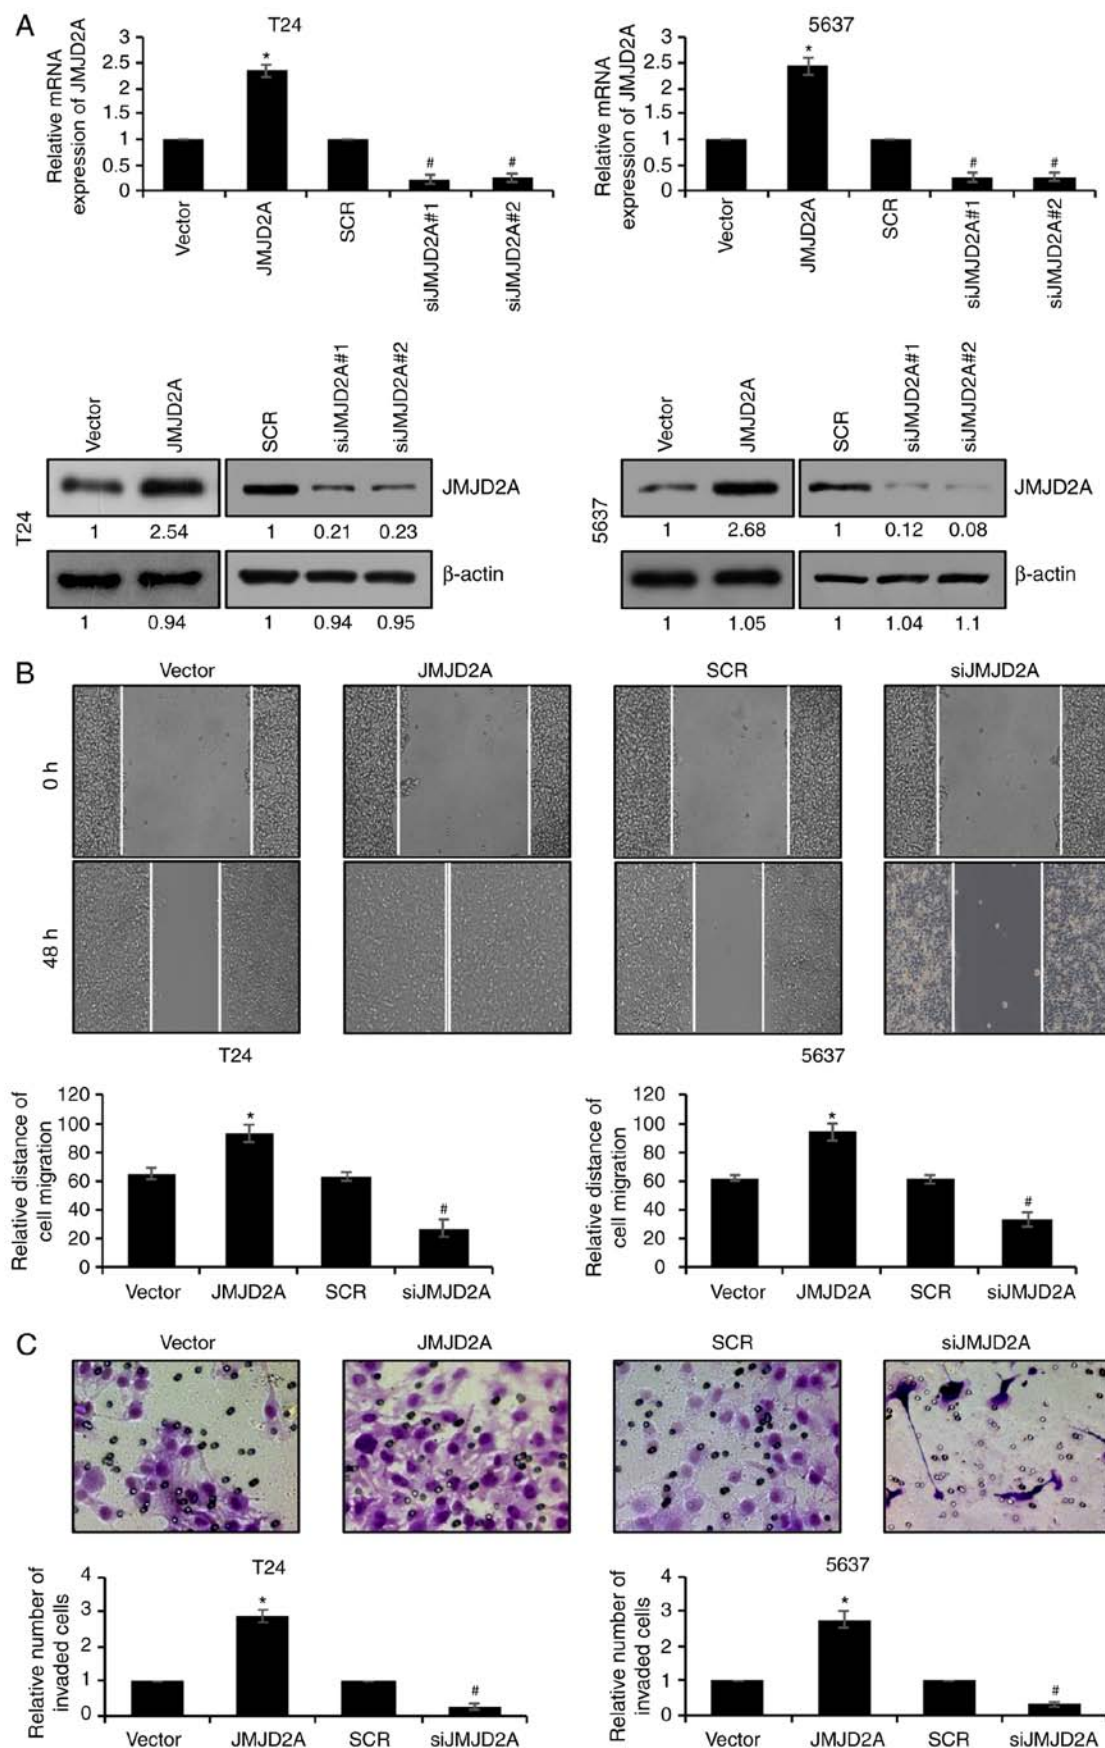 A
T24
3
2.5
2
1.5
1
0.5
0
Relative mRNA
expression of JMJD2A
*
#
#
Vector
JMJD2A
SCR
siJMJD2A#1
siJMJD2A#2
5637
3
2.5
2
1.5
1
0.5
0
Relative mRNA
expression of JMJD2A
*
#
#
Vector
JMJD2A
SCR
siJMJD2A#1
siJMJD2A#2
T24
Vector
JMJD2A
SCR
siJMJD2A#1
siJMJD2A#2
JMJD2A
1 2.54 1 0.21 0.23
β-actin
1 0.94 1 0.94 0.95
5637
Vector
JMJD2A
SCR
siJMJD2A#1
siJMJD2A#2
JMJD2A
1 2.68 1 0.12 0.08
β-actin
1 1.05 1 1.04 1.1
B
Vector JMJD2A SCR siJMJD2A
0 h
48 h
T24
120
100
80
60
40
20
0
Relative distance of
cell migration
*
#
Vector JMJD2A SCR siJMJD2A
5637
120
100
80
60
40
20
0
Relative distance of
cell migration
*
#
Vector JMJD2A SCR siJMJD2A
C
Vector JMJD2A SCR siJMJD2A
T24
4
3
2
1
0
Relative number of
invaded cells
*
#
Vector JMJD2A SCR siJMJD2A
5637
4
3
2
1
0
Relative number of
invaded cells
*
#
Vector JMJD2A SCR siJMJD2A